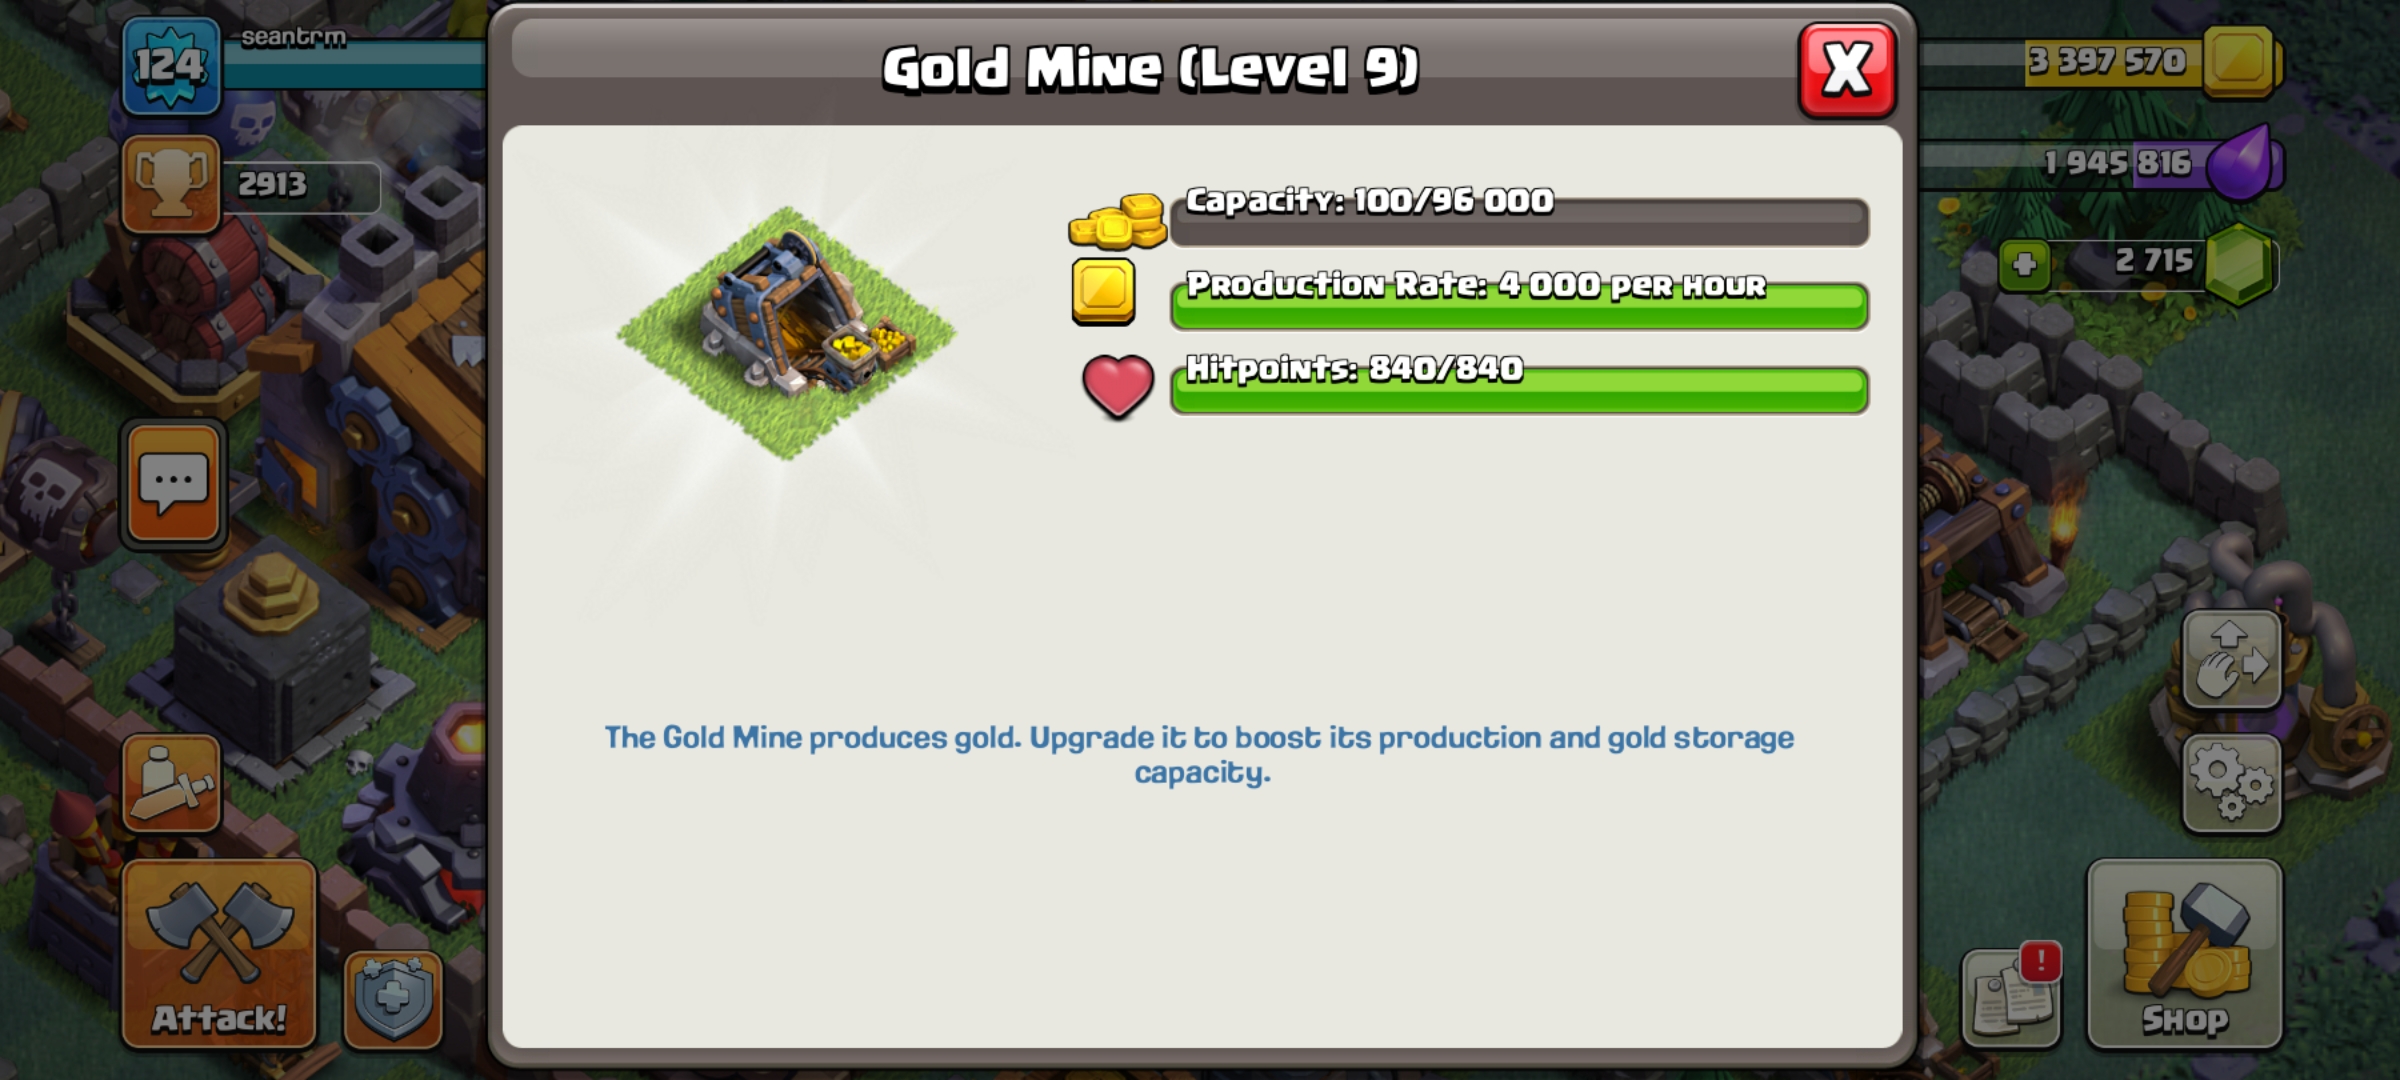 124
seantrm
Gold Mine (Level 9)
X
3 397 570
2913
Capacity: 100/96 000
1 945 816
Production Rate: 4 000 per hour
2 715
Hitpoints: 840/840
The Gold Mine produces gold. Upgrade it to boost its production and gold storage
capacity.
!
Attack!
Shop